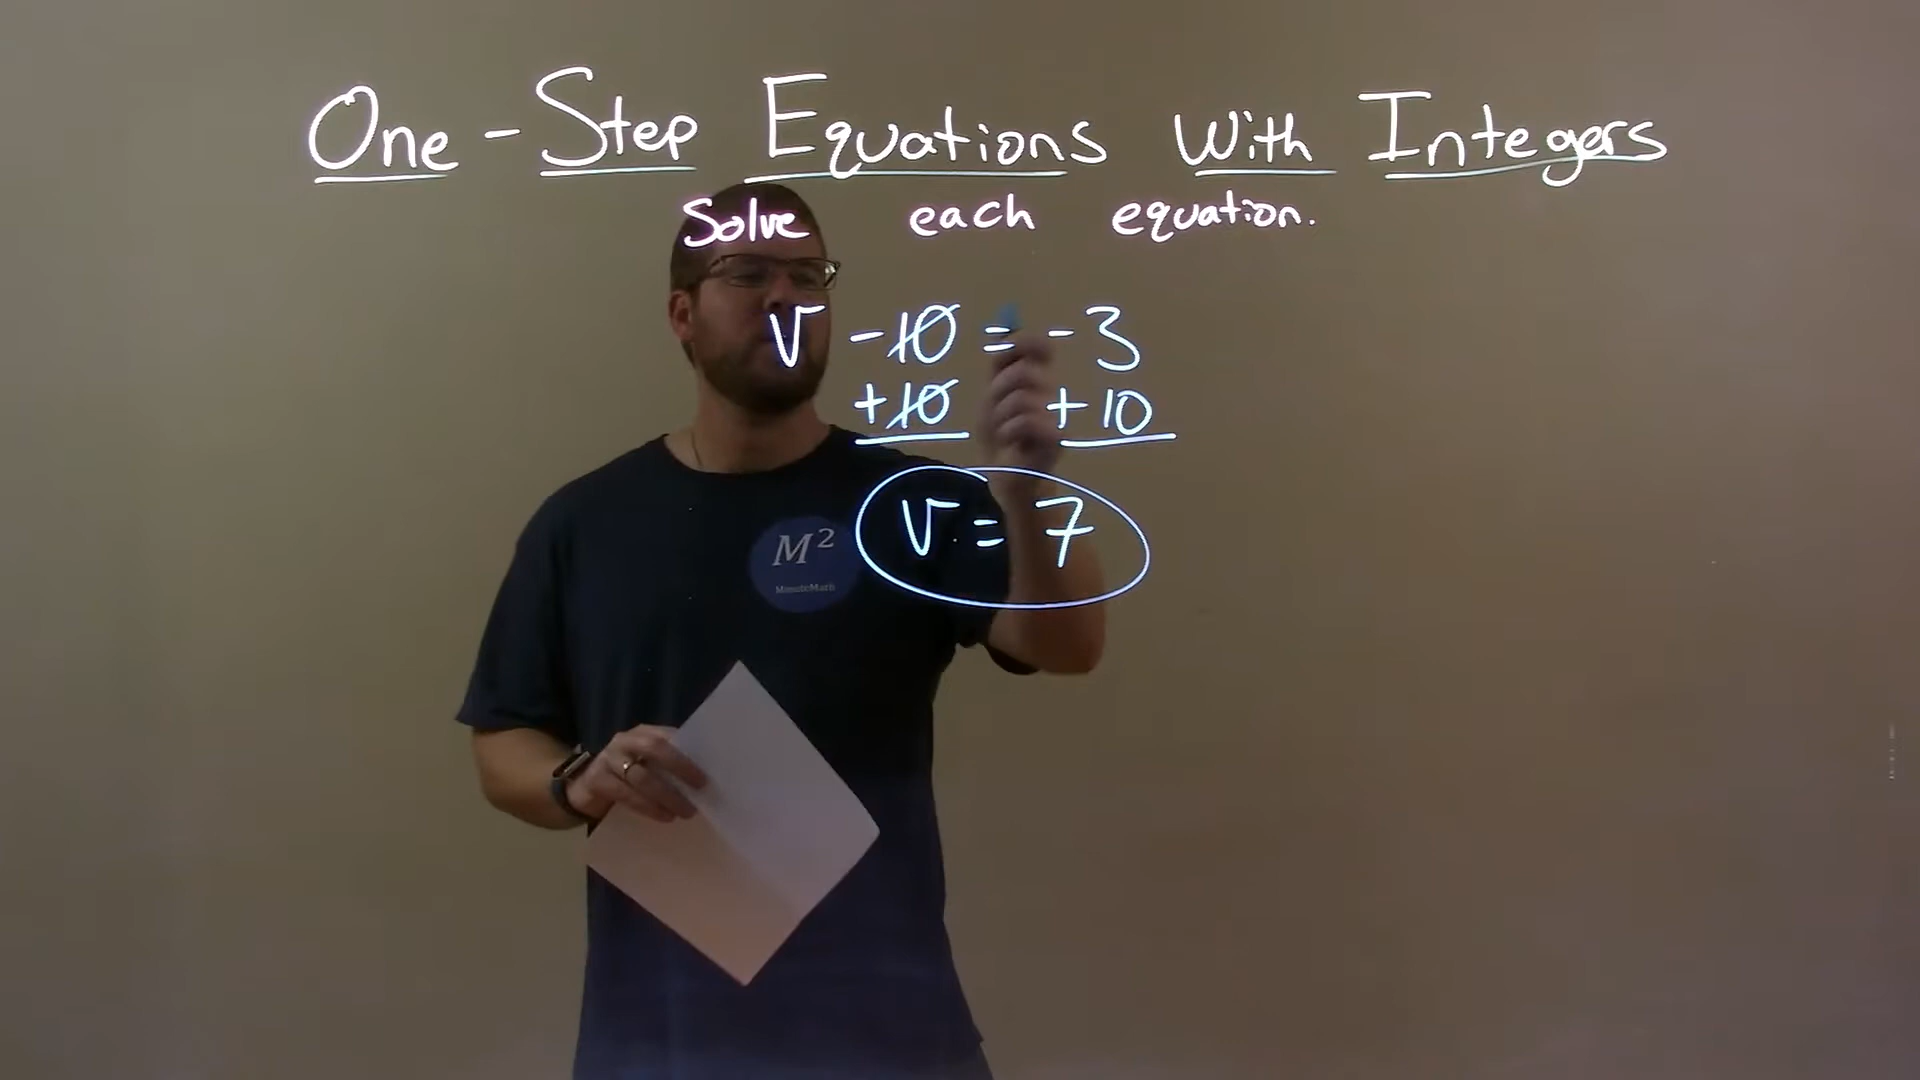 One-Step Equations With Integers
Solve each equation.
v -10 = -3
+10 +10
v = 7
M²
MinuteMath